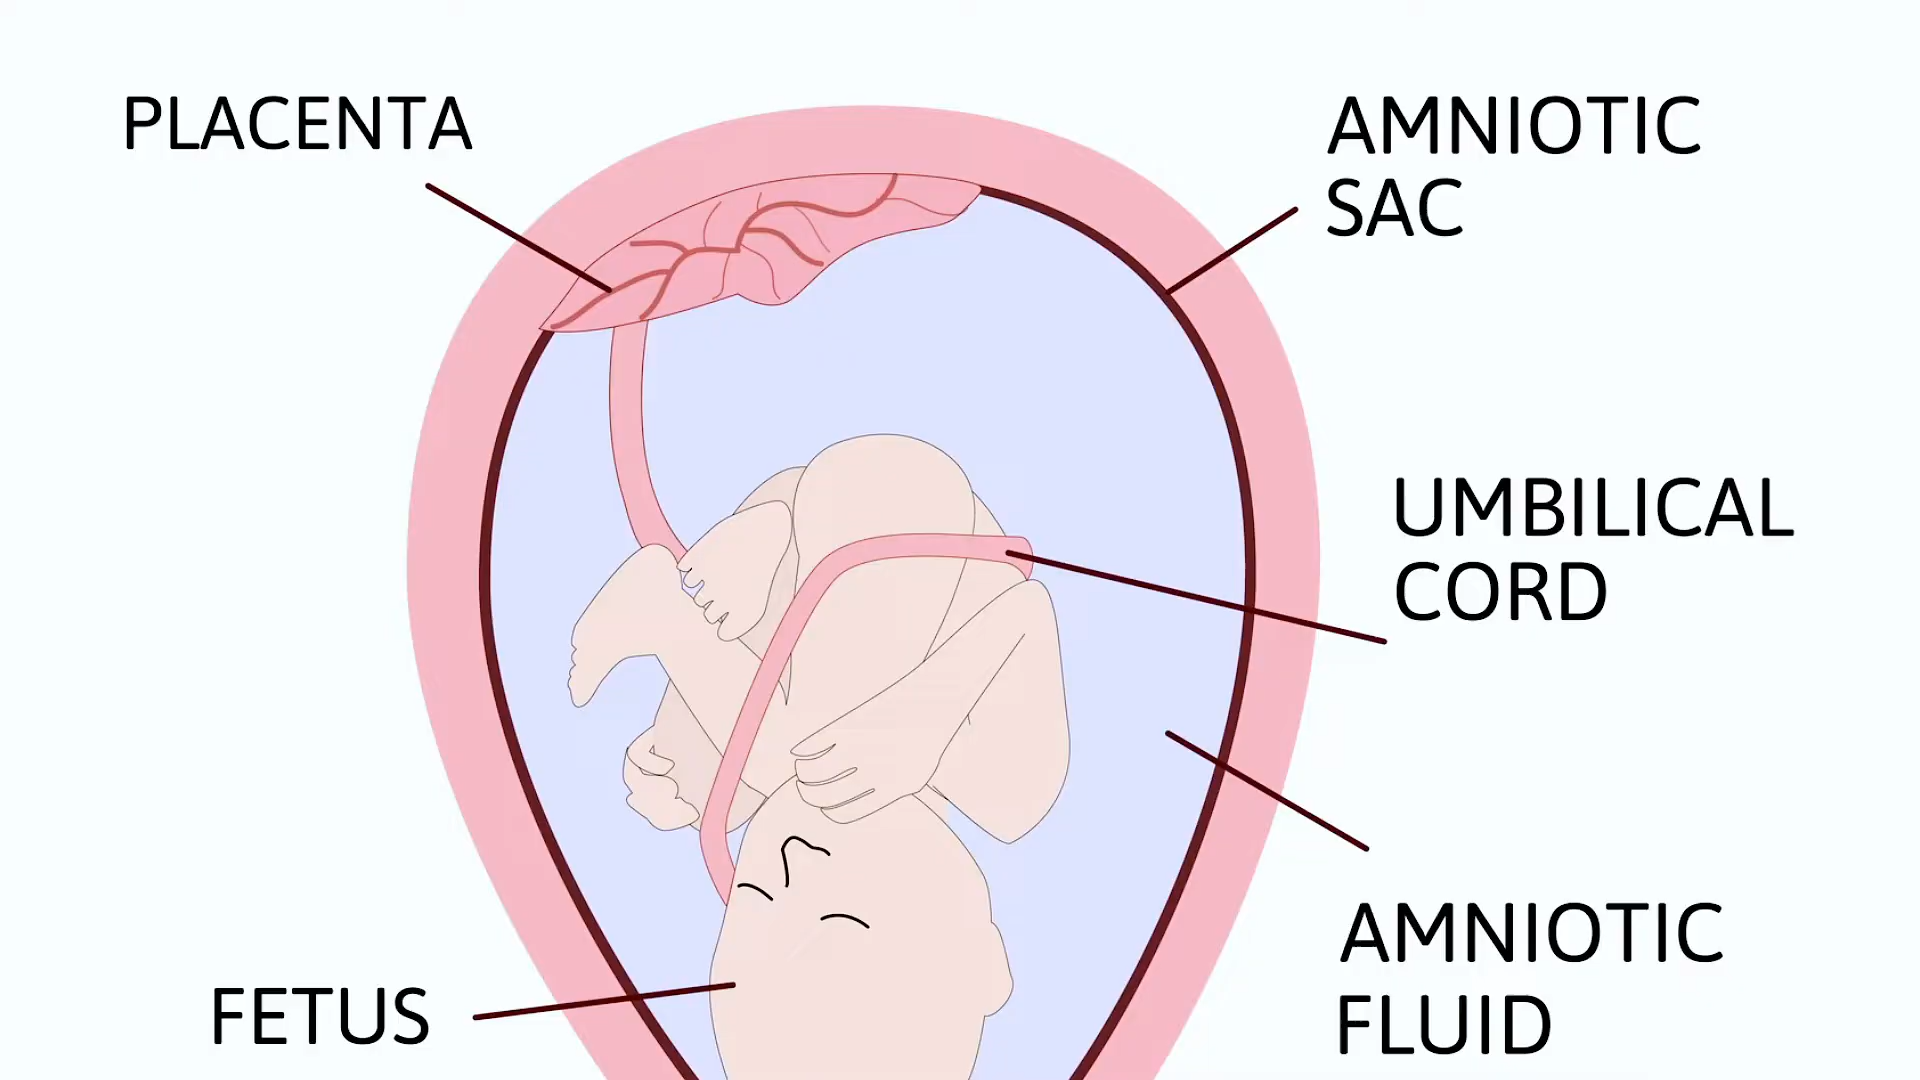 PLACENTA
AMNIOTIC
SAC
UMBILICAL
CORD
AMNIOTIC
FLUID
FETUS